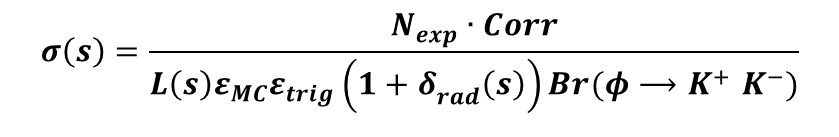 σ(s) = N_exp · Corr / L(s)ε_MC ε_trig (1 + δ_rad(s)) Br(ϕ ⟶ K⁺ K⁻)